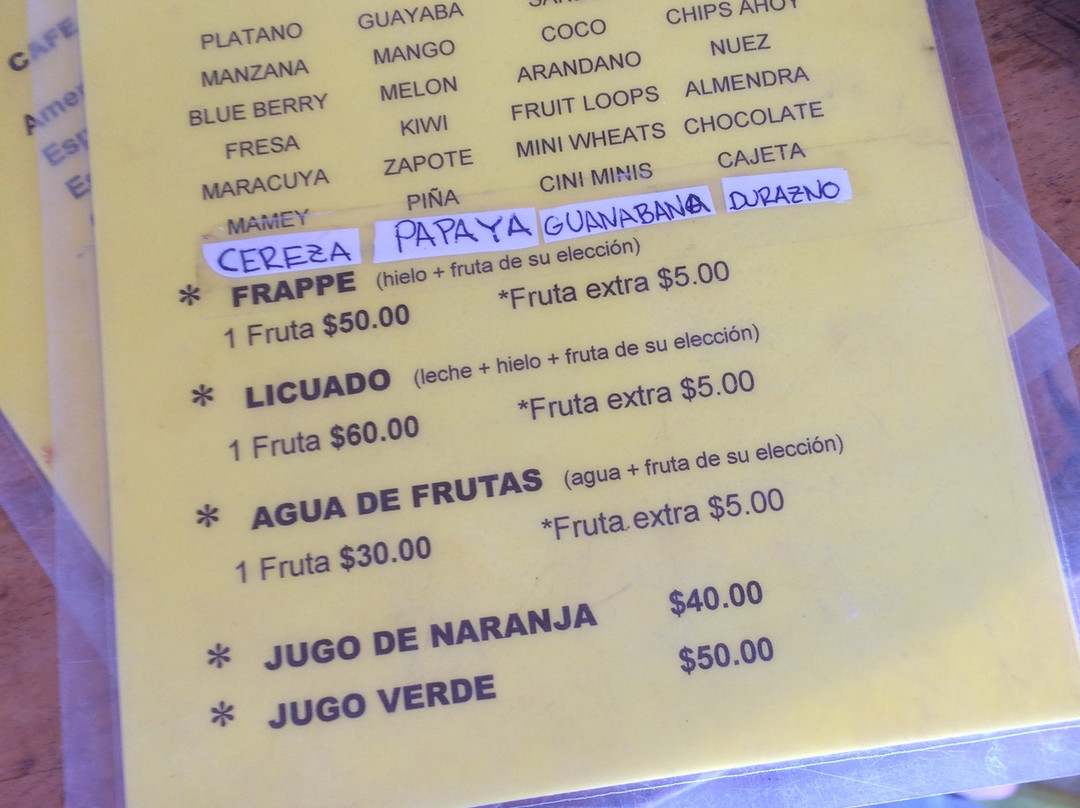 PLATANO GUAYABA CHIPS AHOY
MANZANA MANGO COCO NUEZ
BLUE BERRY MELON ARANDANO ALMENDRA
FRESA KIWI FRUIT LOOPS CHOCOLATE
MARACUYA ZAPOTE MINI WHEATS CAJETA
MAMEY PIÑA CINI MINIS
CEREZA PAPAYA GUANABANA DURAZNO
* FRAPPE (hielo + fruta de su elección)
1 Fruta $50.00 *Fruta extra $5.00
* LICUADO (leche + hielo + fruta de su elección)
1 Fruta $60.00 *Fruta extra $5.00
* AGUA DE FRUTAS (agua + fruta de su elección)
1 Fruta $30.00 *Fruta extra $5.00
* JUGO DE NARANJA $40.00
* JUGO VERDE $50.00